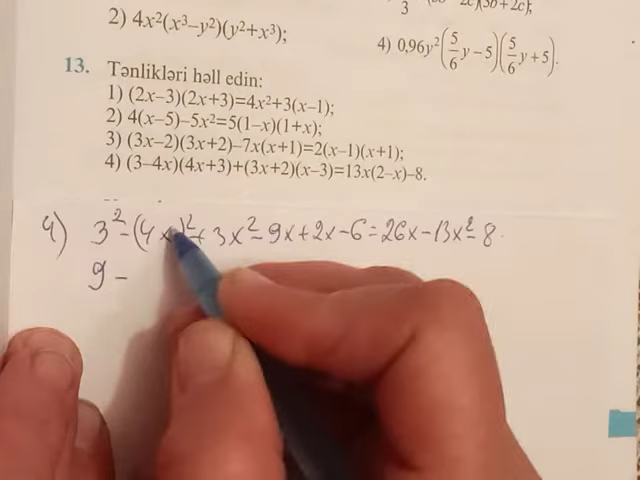 2) 4x²(x³–y²)(y²+x³);
4) 0,96y²(5/6 y – 5)(5/6 y + 5).
13. Tənlikləri həll edin:
1) (2x–3)(2x+3)=4x²+3(x–1);
2) 4(x–5)–5x²=5(1–x)(1+x);
3) (3x–2)(3x+2)–7x(x+1)=2(x–1)(x+1);
4) (3–4x)(4x+3)+(3x+2)(x–3)=13x(2–x)–8.
4) 3² – (4x)² + 3x² – 9x + 2x – 6 = 26x – 13x² – 8
9 –